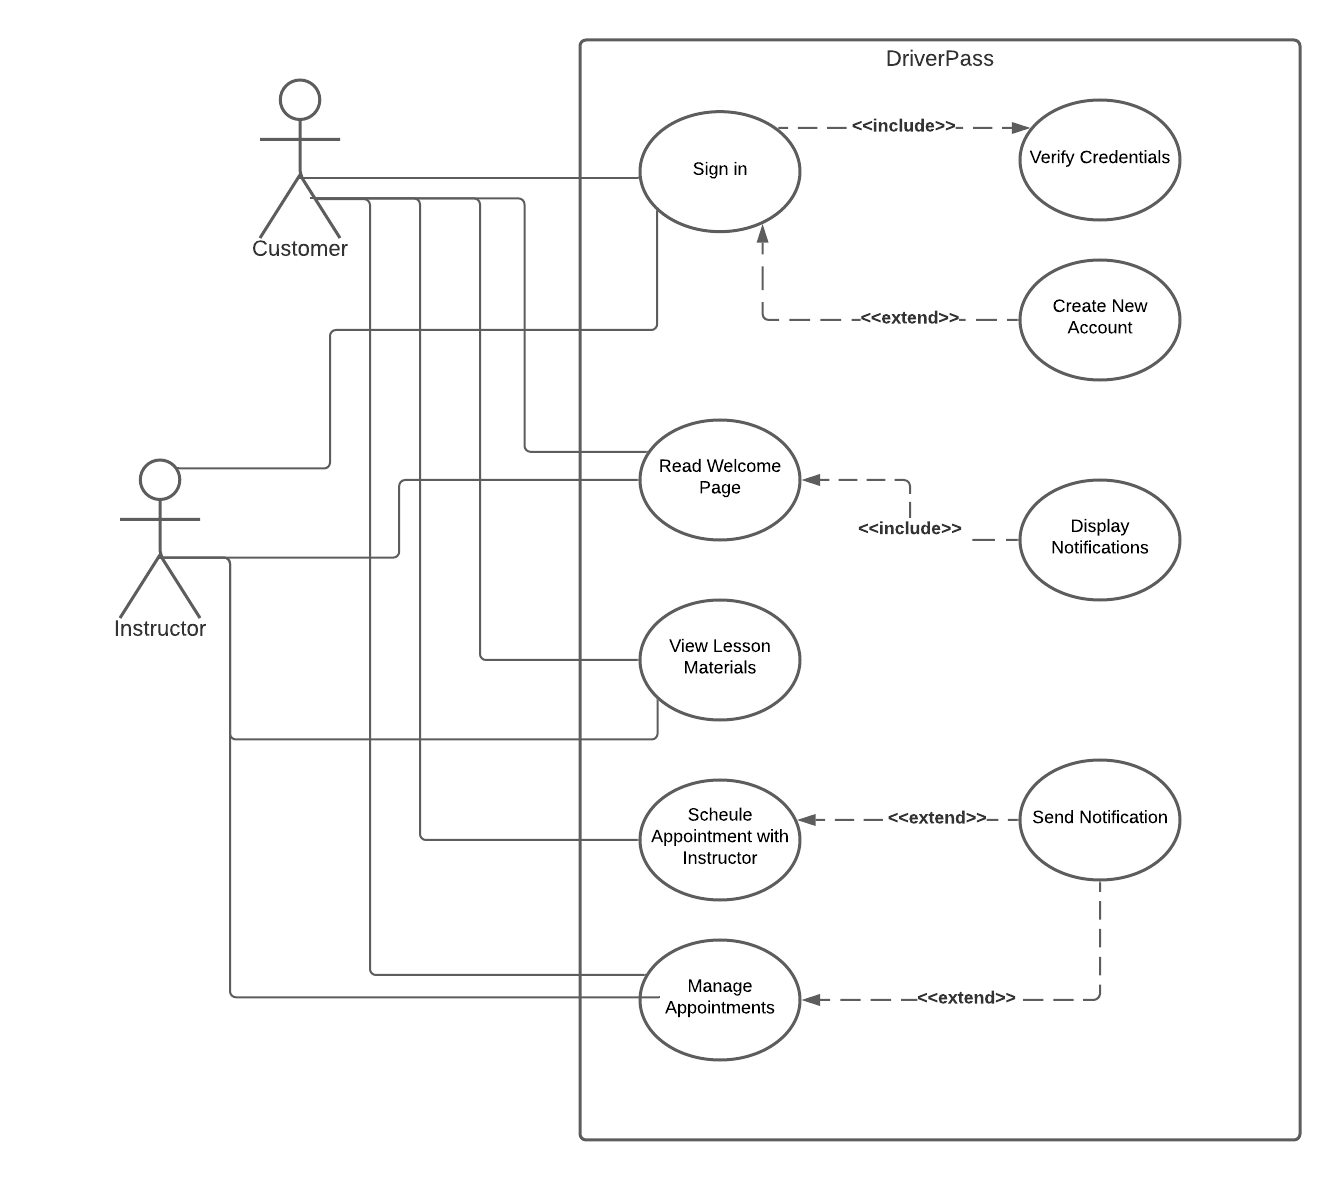 DriverPass
Customer
Sign in
<<include>>
Verify Credentials
<<extend>>
Create New
Account
Instructor
Read Welcome
Page
<<include>>
Display
Notifications
View Lesson
Materials
Scheule
Appointment with
Instructor
<<extend>>
Send Notification
Manage
Appointments
<<extend>>